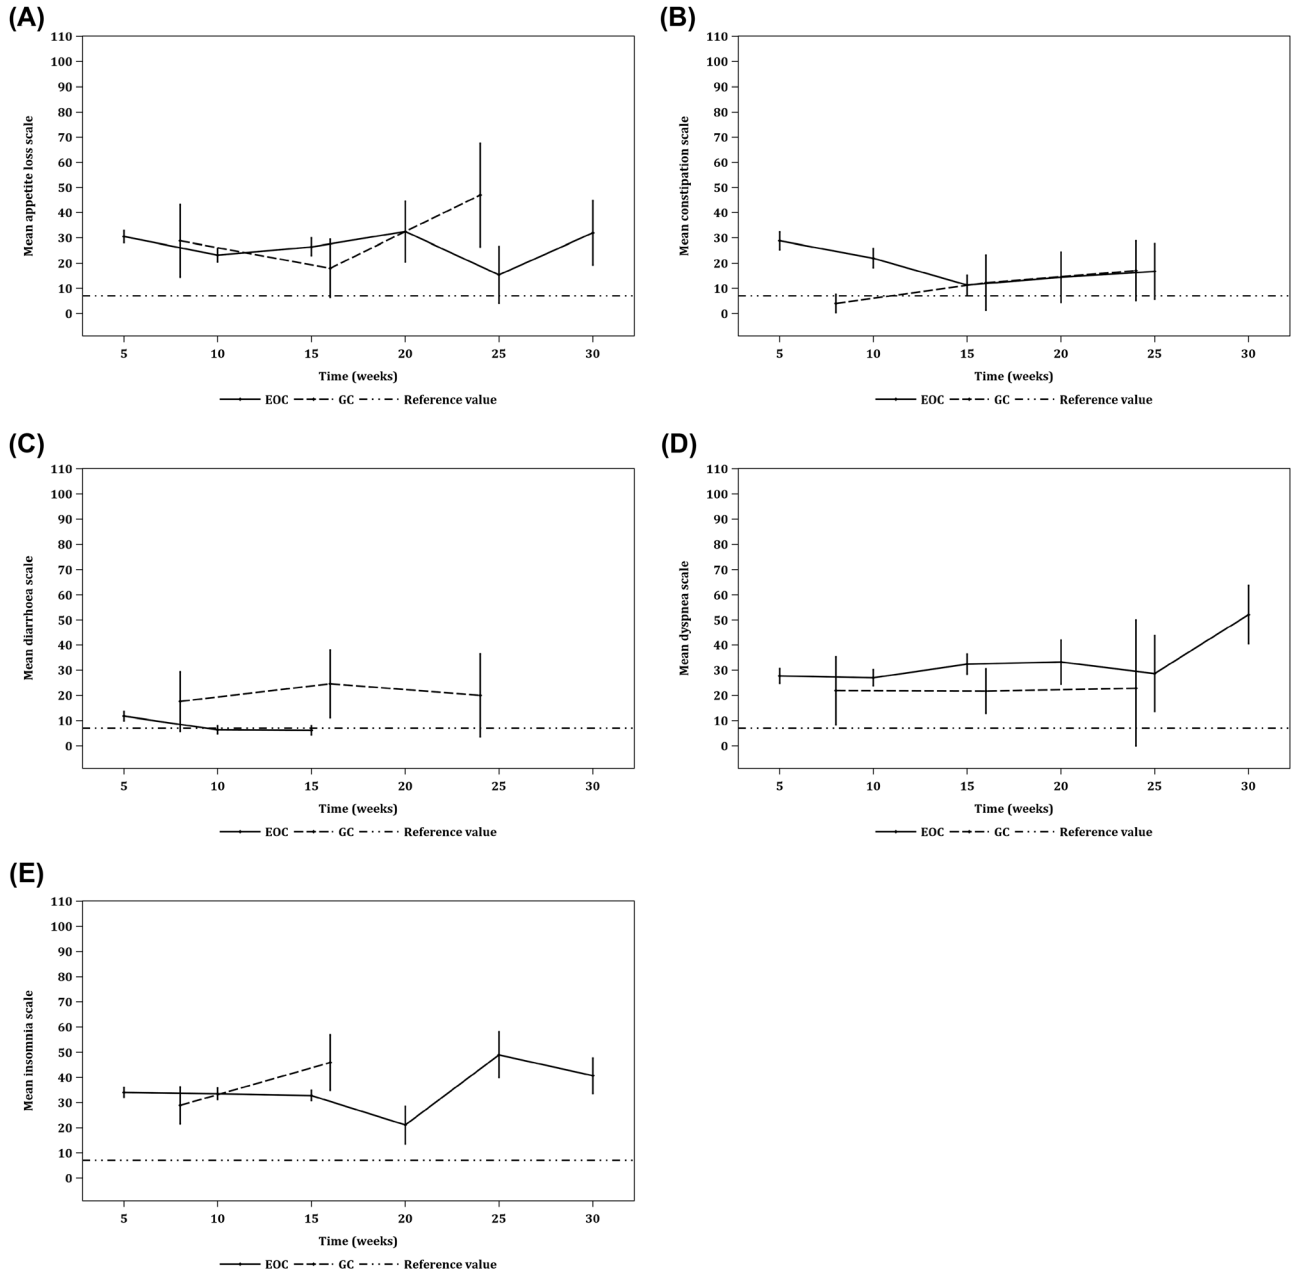 (A)
Mean appetite loss scale
110
100
90
80
70
60
50
40
30
20
10
0
5 10 15 20 25 30
Time (weeks)
EOC GC Reference value
(B)
Mean constipation scale
110
100
90
80
70
60
50
40
30
20
10
0
5 10 15 20 25 30
Time (weeks)
EOC GC Reference value
(C)
Mean diarrhoea scale
110
100
90
80
70
60
50
40
30
20
10
0
5 10 15 20 25 30
Time (weeks)
EOC GC Reference value
(D)
Mean dyspnea scale
110
100
90
80
70
60
50
40
30
20
10
0
5 10 15 20 25 30
Time (weeks)
EOC GC Reference value
(E)
Mean insomnia scale
110
100
90
80
70
60
50
40
30
20
10
0
5 10 15 20 25 30
Time (weeks)
EOC GC Reference value